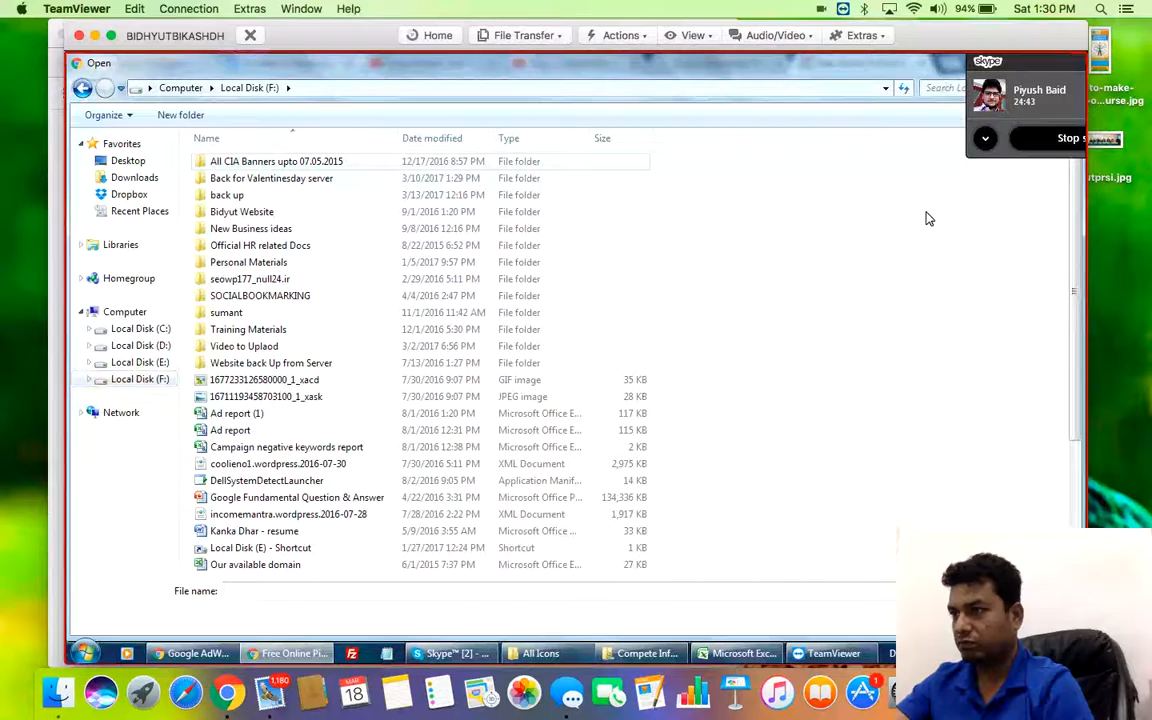 TeamViewer Edit Connection Extras Window Help 94% Sat 1:30 PM
BIDHYUTBIKASHDH Home File Transfer Actions View Audio/Video Extras
Open
Computer Local Disk (F:) Search
Organize New folder
skype
Piyush Baid
24:43
Stop
to-make-
urse.jpg
utprsi.jpg
Favorites
Desktop
Downloads
Dropbox
Recent Places
Libraries
Homegroup
Computer
Local Disk (C:)
Local Disk (D:)
Local Disk (E:)
Local Disk (F:)
Network
Name Date modified Type Size
All CIA Banners upto 07.05.2015 12/17/2016 8:57 PM File folder
Back for Valentinesday server 3/10/2017 1:29 PM File folder
back up 3/13/2017 12:16 PM File folder
Bidyut Website 9/1/2016 1:20 PM File folder
New Business ideas 9/8/2016 12:16 PM File folder
Official HR related Docs 8/22/2015 6:52 PM File folder
Personal Materials 1/5/2017 9:57 PM File folder
seowp177_null24.ir 2/29/2016 5:11 PM File folder
SOCIALBOOKMARKING 4/4/2016 2:47 PM File folder
sumant 11/1/2016 11:42 AM File folder
Training Materials 12/1/2016 5:30 PM File folder
Video to Uplaod 3/2/2017 6:56 PM File folder
Website back Up from Server 7/13/2016 1:27 PM File folder
1677233126580000_1_xacd 7/30/2016 9:07 PM GIF image 35 KB
16711193458703100_1_xask 7/30/2016 9:07 PM JPEG image 28 KB
Ad report (1) 8/1/2016 1:20 PM Microsoft Office E... 117 KB
Ad report 8/1/2016 12:31 PM Microsoft Office E... 115 KB
Campaign negative keywords report 8/1/2016 12:38 PM Microsoft Office E... 2 KB
coolieno1.wordpress.2016-07-30 7/30/2016 5:11 PM XML Document 2,975 KB
DellSystemDetectLauncher 8/2/2016 9:05 PM Application Manif... 14 KB
Google Fundamental Question & Answer 4/22/2016 3:31 PM Microsoft Office P... 134,336 KB
incomemantra.wordpress.2016-07-28 7/28/2016 2:22 PM XML Document 1,917 KB
Kanka Dhar - resume 5/9/2016 3:55 AM Microsoft Office ... 33 KB
Local Disk (E) - Shortcut 1/27/2017 12:24 PM Shortcut 1 KB
Our available domain 6/1/2015 7:37 PM Microsoft Office E... 27 KB
File name:
Google AdW... Free Online Pi... Skype™ [2] - ... All Icons Compete Inf... Microsoft Exc... TeamViewer
1,180
MAR
18
1